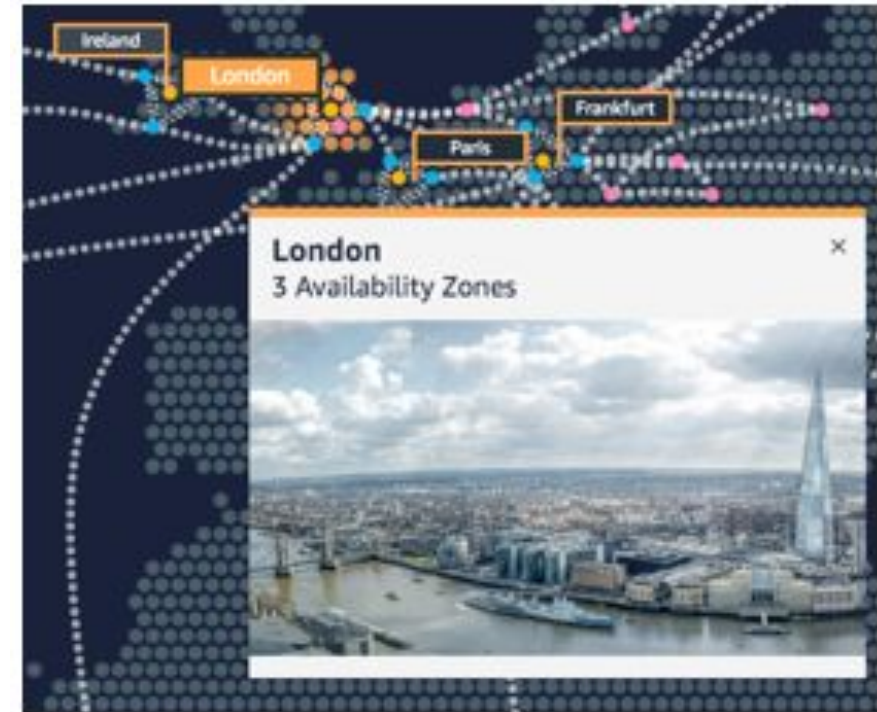 Ireland
London
Frankfurt
Paris
London
3 Availability Zones